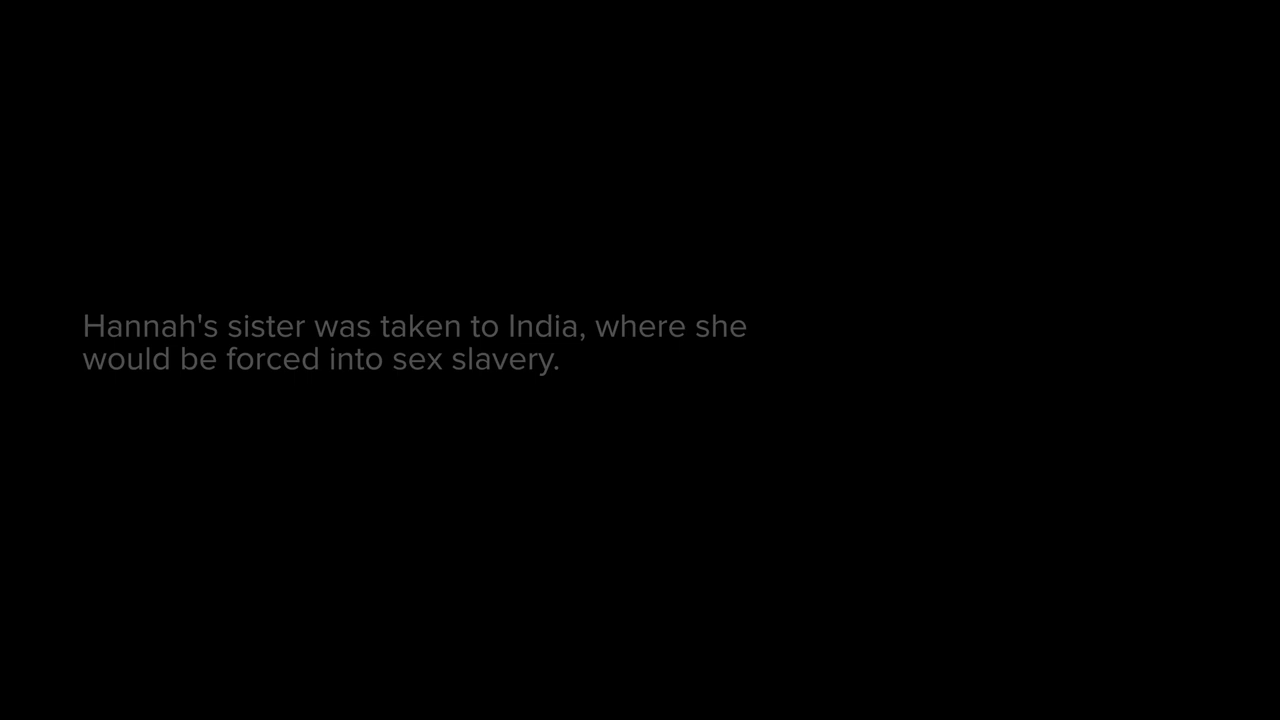 Hannah's sister was taken to India, where she
would be forced into sex slavery.